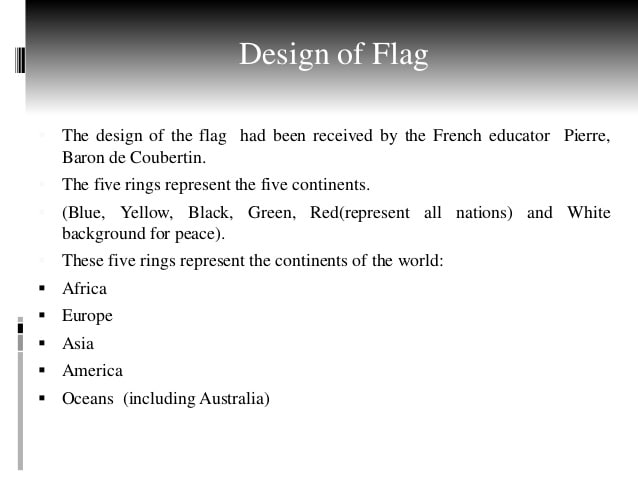 Design of Flag
The design of the flag had been received by the French educator Pierre,
Baron de Coubertin.
The five rings represent the five continents.
(Blue, Yellow, Black, Green, Red(represent all nations) and White
background for peace).
These five rings represent the continents of the world:
Africa
Europe
Asia
America
Oceans (including Australia)